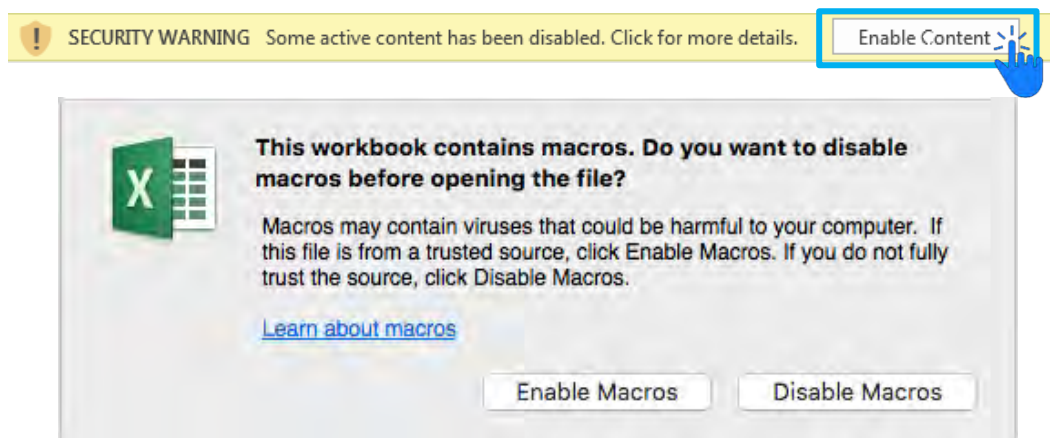 SECURITY WARNING Some active content has been disabled. Click for more details. Enable Content
This workbook contains macros. Do you want to disable
macros before opening the file?
Macros may contain viruses that could be harmful to your computer. If
this file is from a trusted source, click Enable Macros. If you do not fully
trust the source, click Disable Macros.
Learn about macros
Enable Macros Disable Macros